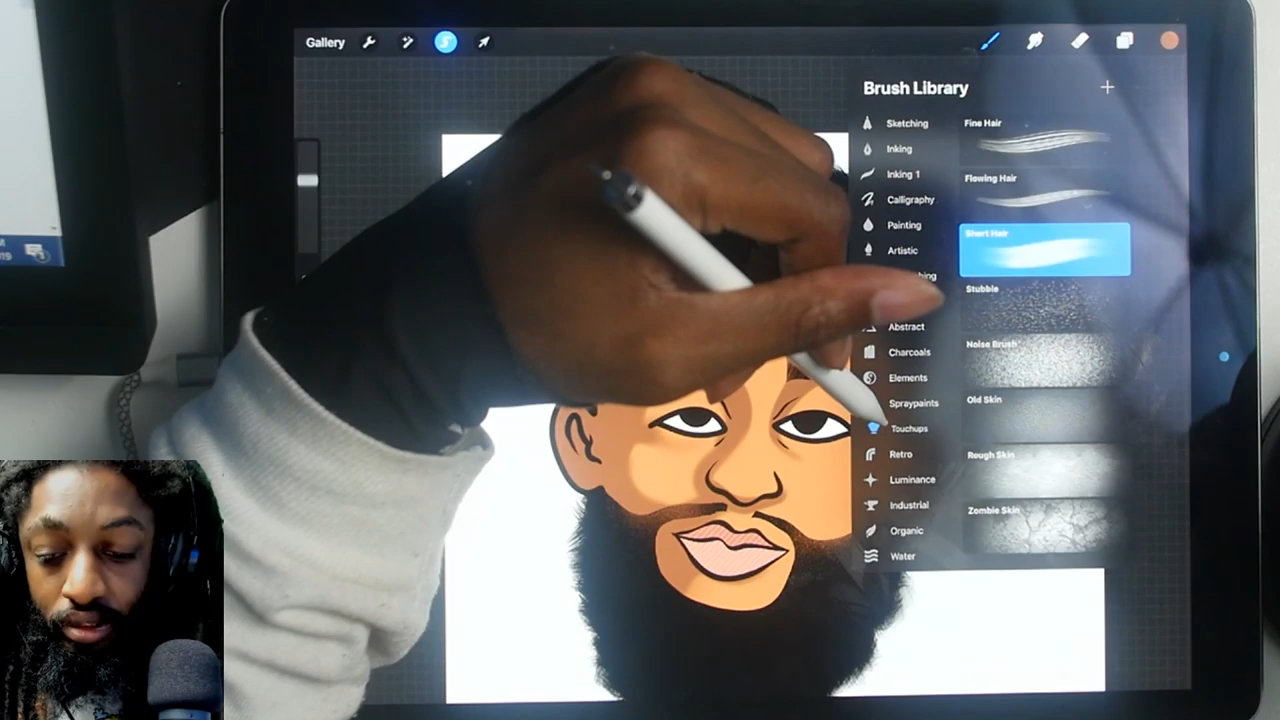 Gallery
Brush Library
Sketching
Inking
Inking 1
Calligraphy
Painting
Artistic
Abstract
Charcoals
Elements
Spraypaints
Touchups
Retro
Luminance
Industrial
Organic
Water
Fine Hair
Flowing Hair
Short Hair
Stubble
Noise Brush
Old Skin
Rough Skin
Zombie Skin